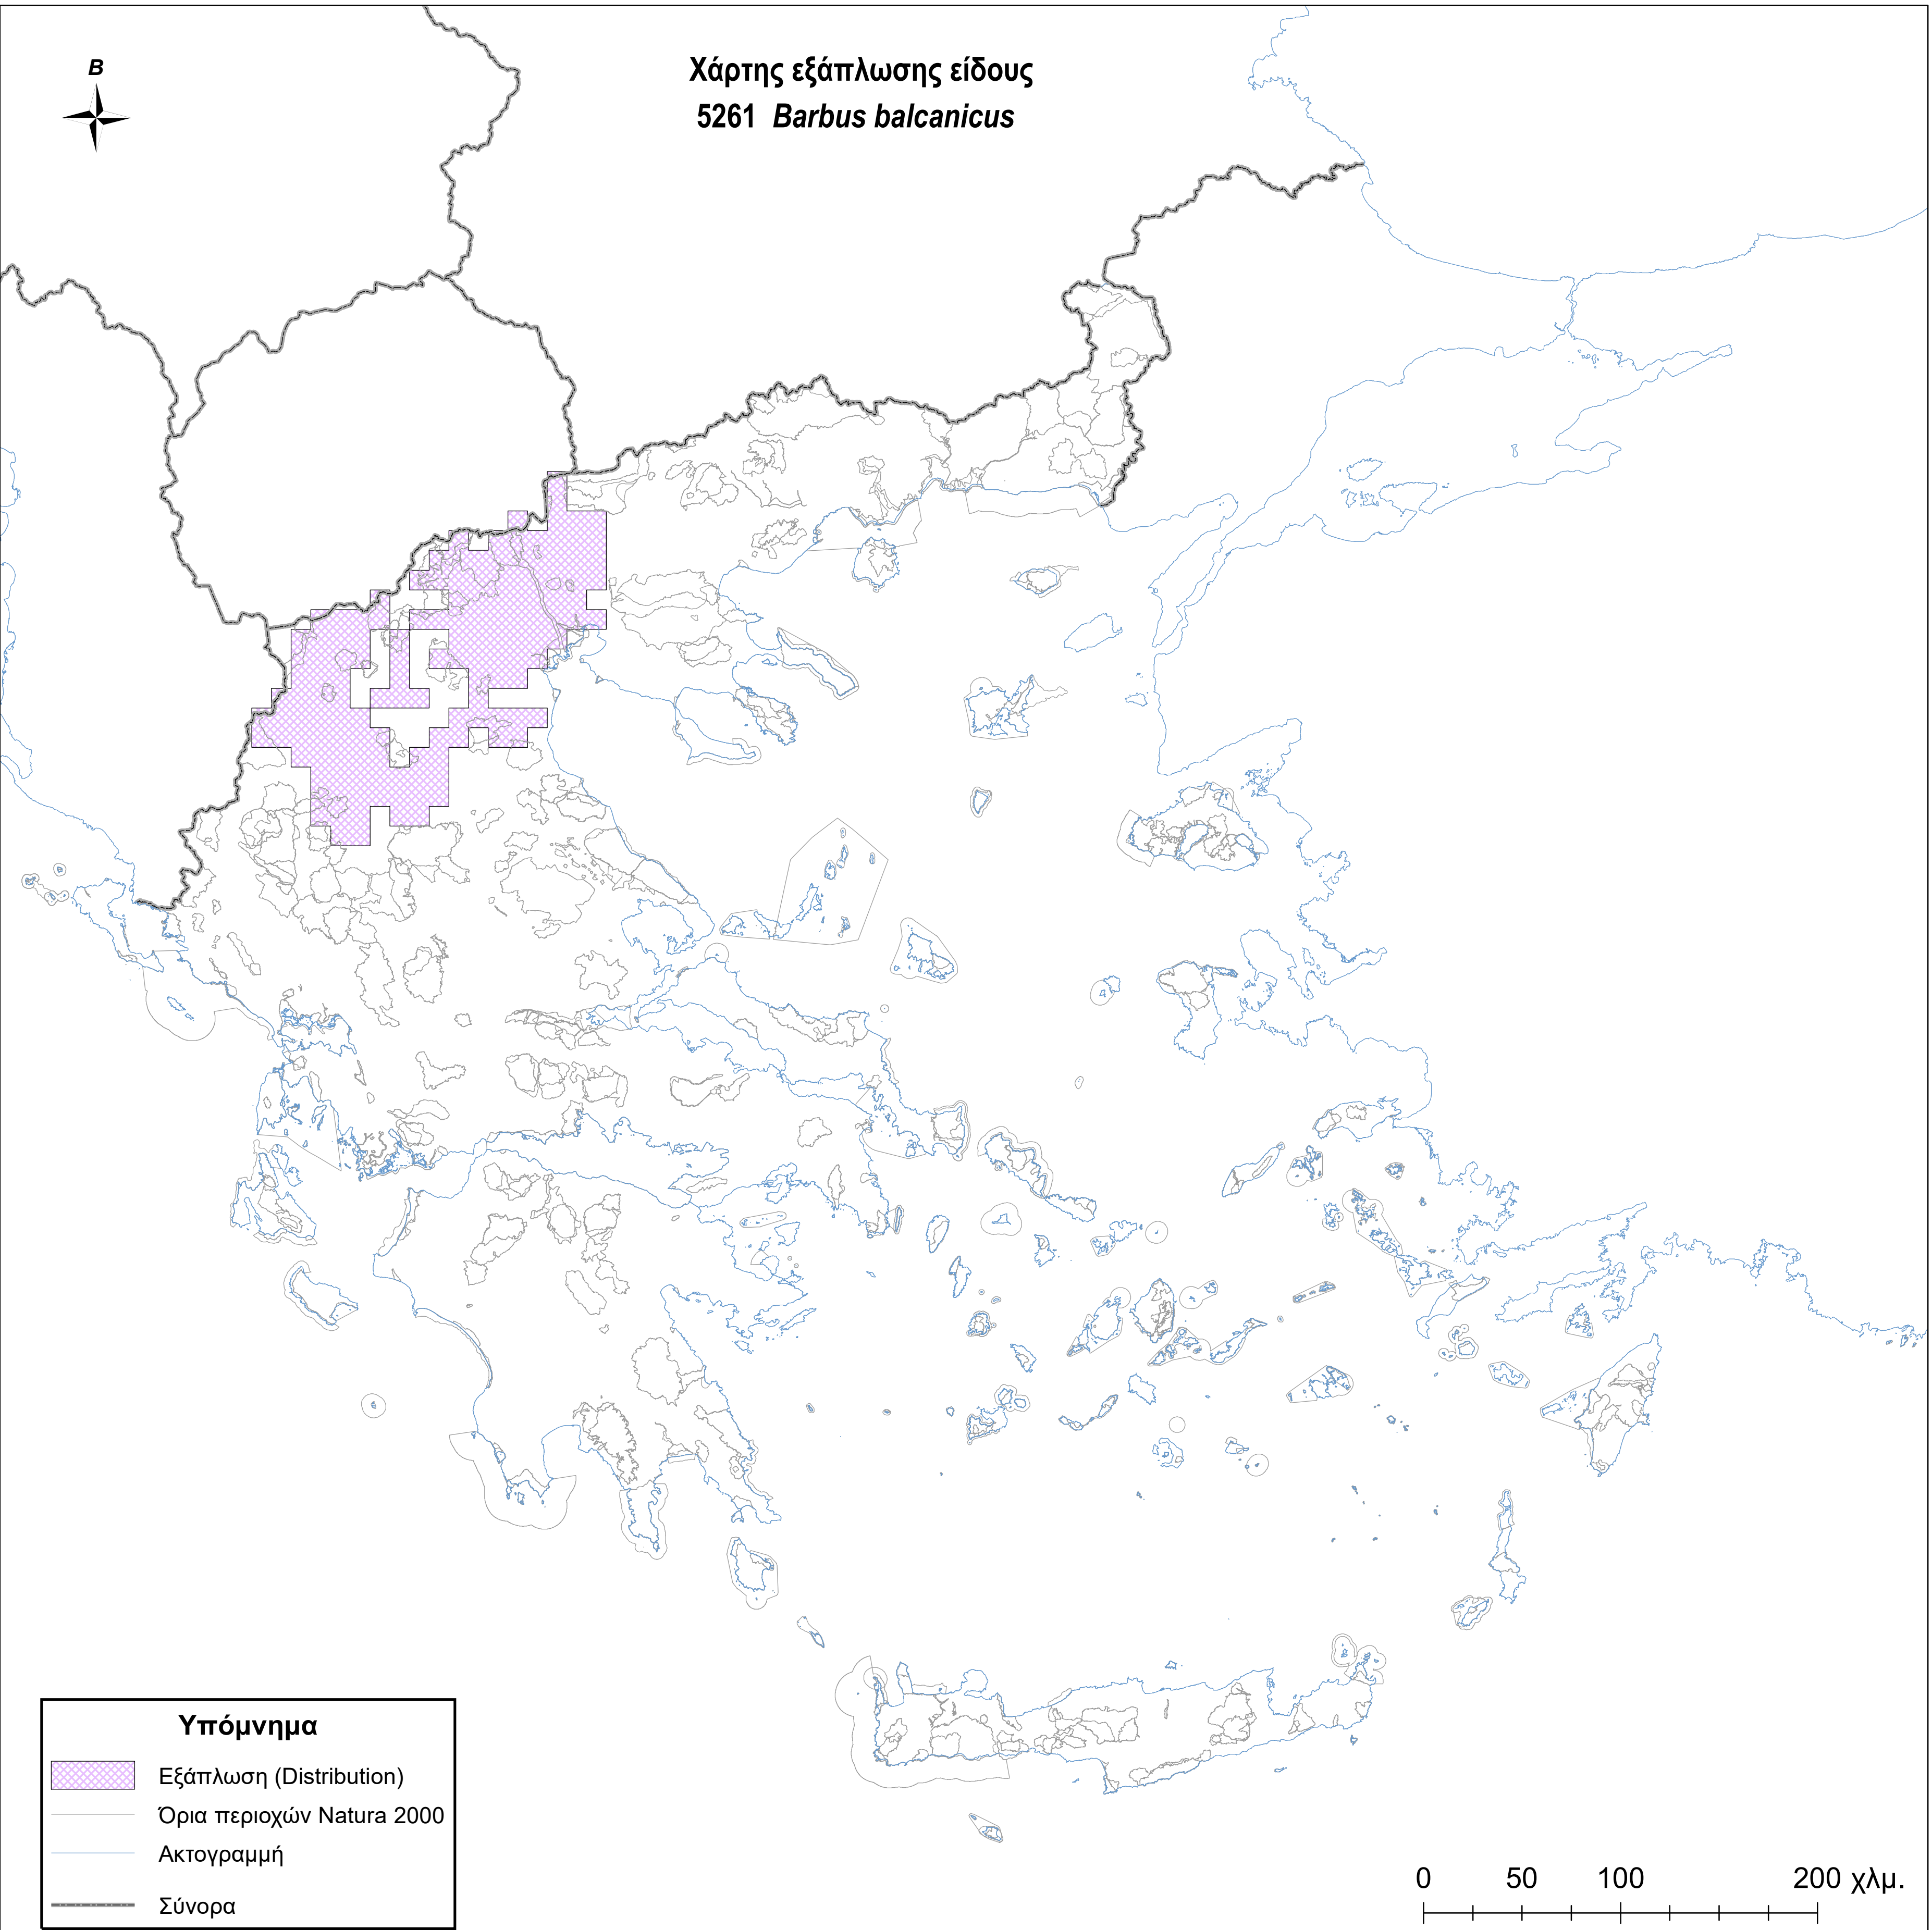 Χάρτης εξάπλωσης είδους
5261 Barbus balcanicus
Β
Υπόμνημα
Εξάπλωση (Distribution)
Όρια περιοχών Natura 2000
Ακτογραμμή
Σύνορα
0 50 100 200 χλμ.